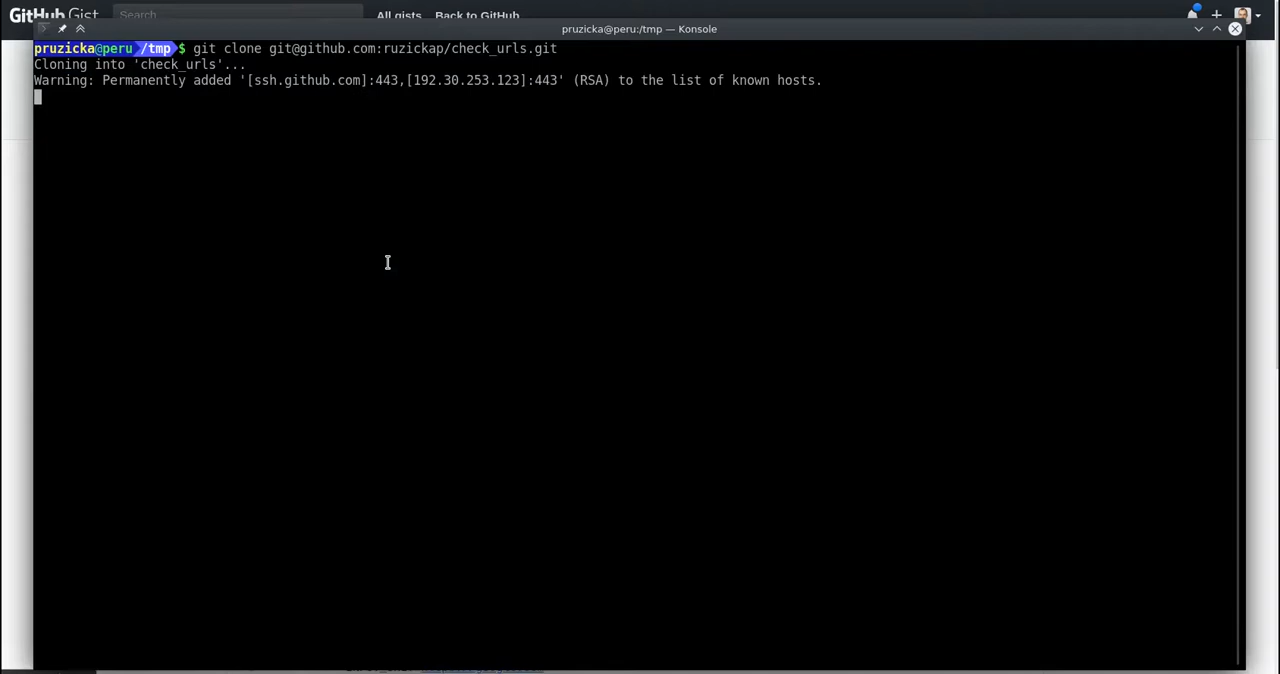 GitHub Gist Search All gists Back to GitHub
pruzicka@peru:/tmp — Konsole
pruzicka@peru /tmp $ git clone git@github.com:ruzickap/check_urls.git
Cloning into 'check_urls'...
Warning: Permanently added '[ssh.github.com]:443,[192.30.253.123]:443' (RSA) to the list of known hosts.